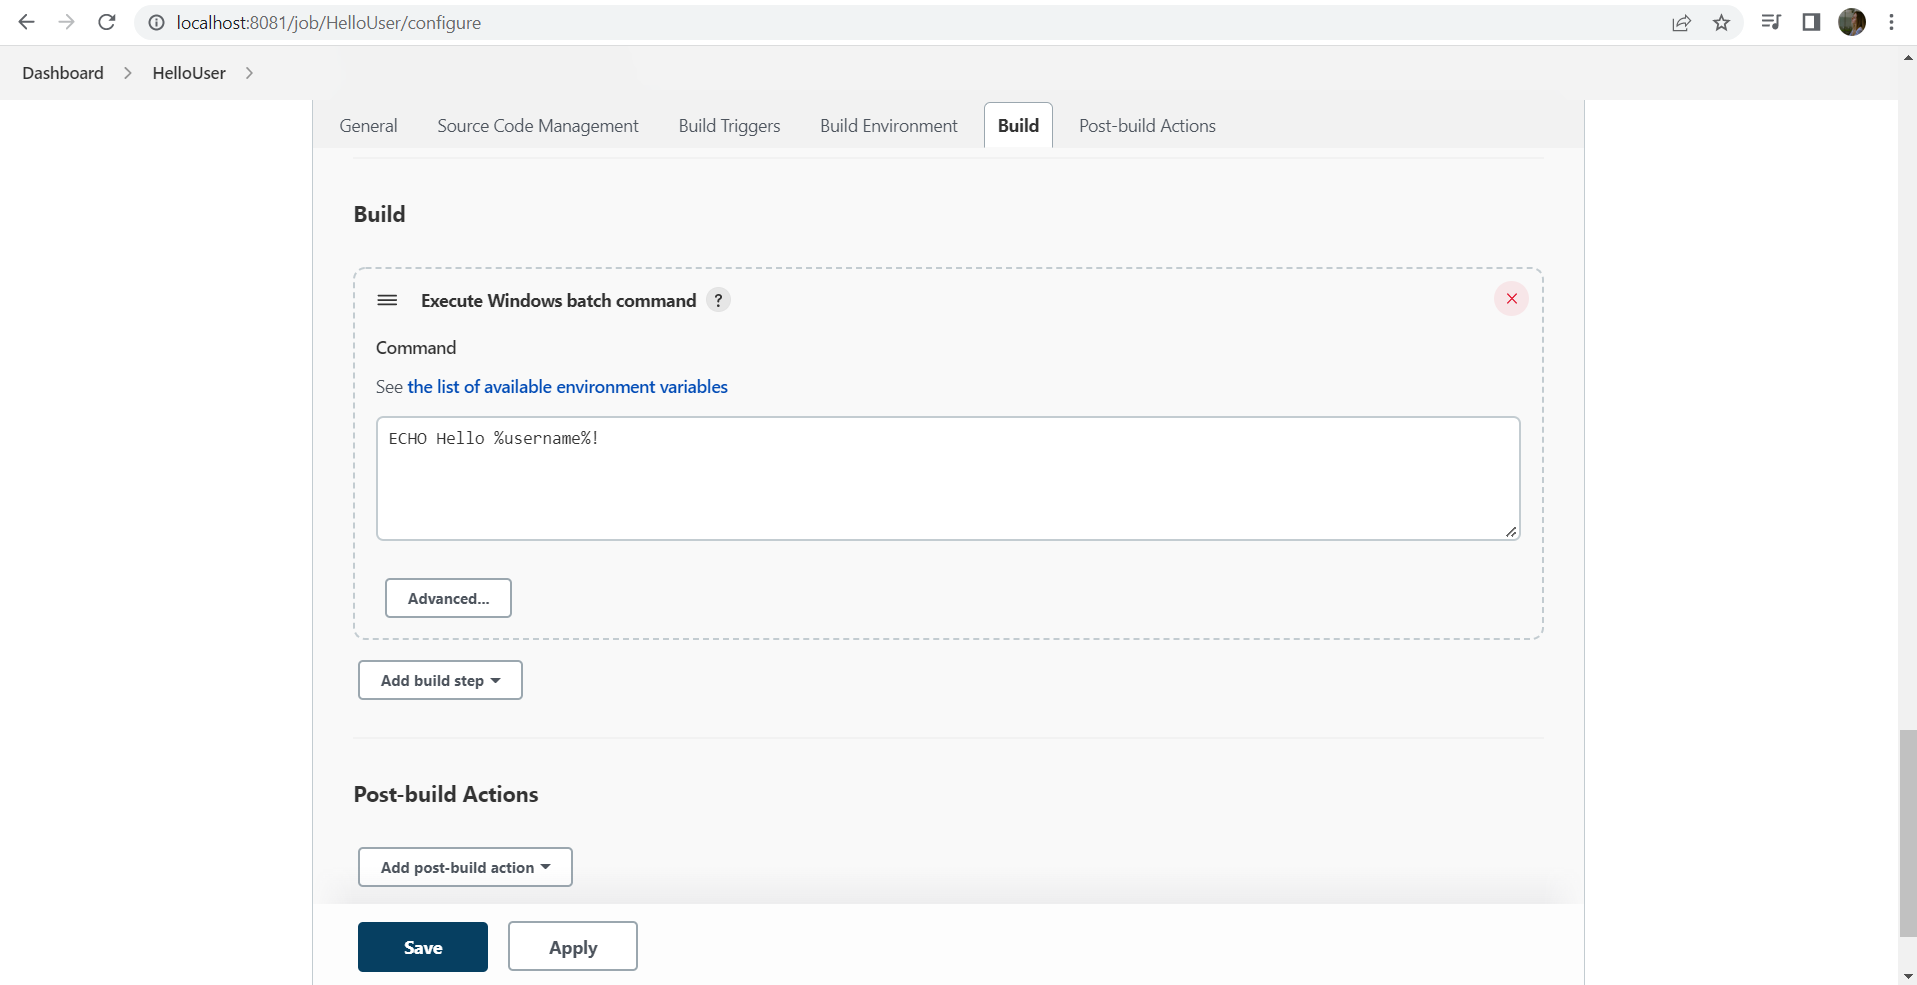 localhost:8081/job/HelloUser/configure
Dashboard HelloUser
General Source Code Management Build Triggers Build Environment Build Post-build Actions
Build
Execute Windows batch command ?
Command
See the list of available environment variables
ECHO Hello %username%!
Advanced...
Add build step
Post-build Actions
Add post-build action
Save Apply